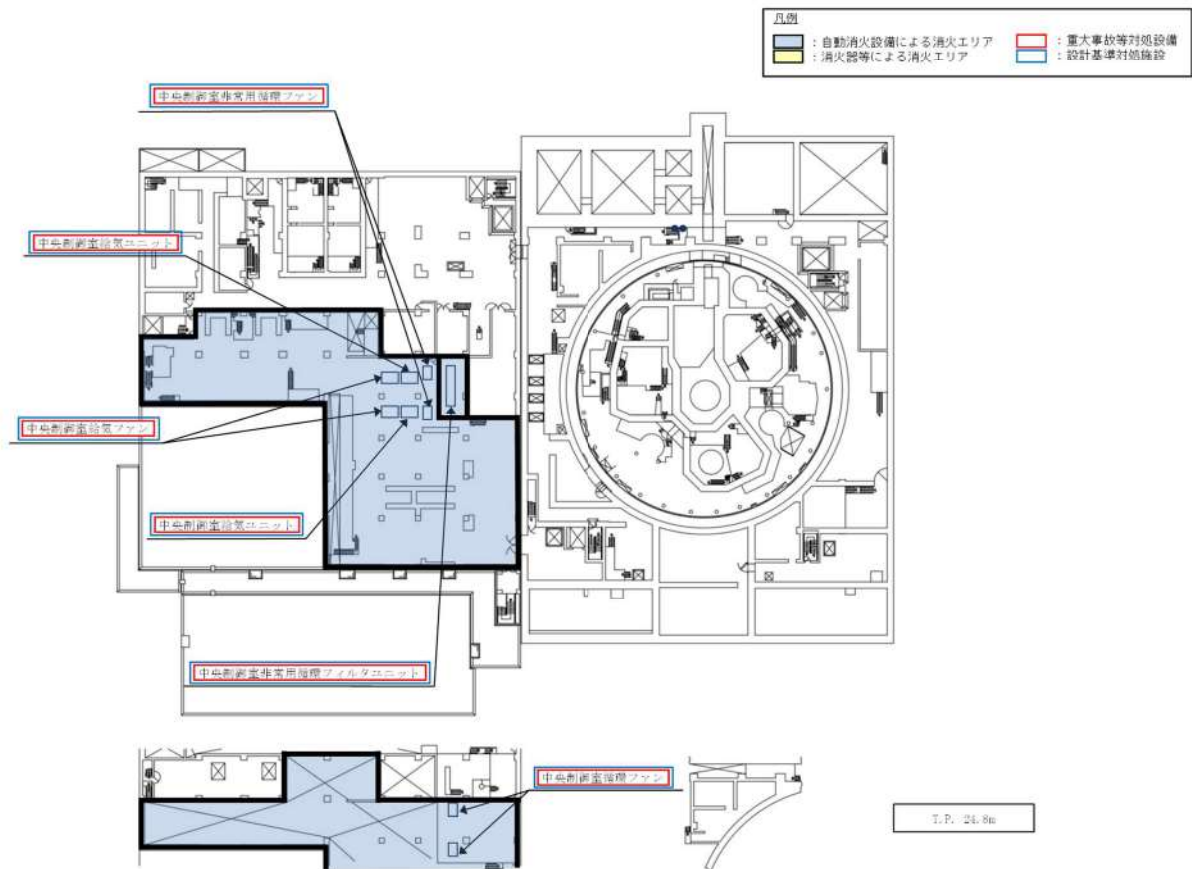 凡例
：自動消火設備による消火エリア
：重大事故等対処設備
：消火器等による消火エリア
：設計基準対処施設
中央制御室非常用循環ファン
中央制御室給気ユニット
中央制御室給気ファン
中央制御室給気ユニット
中央制御室非常用循環フィルタユニット
中央制御室循環ファン
T.P. 24.8m